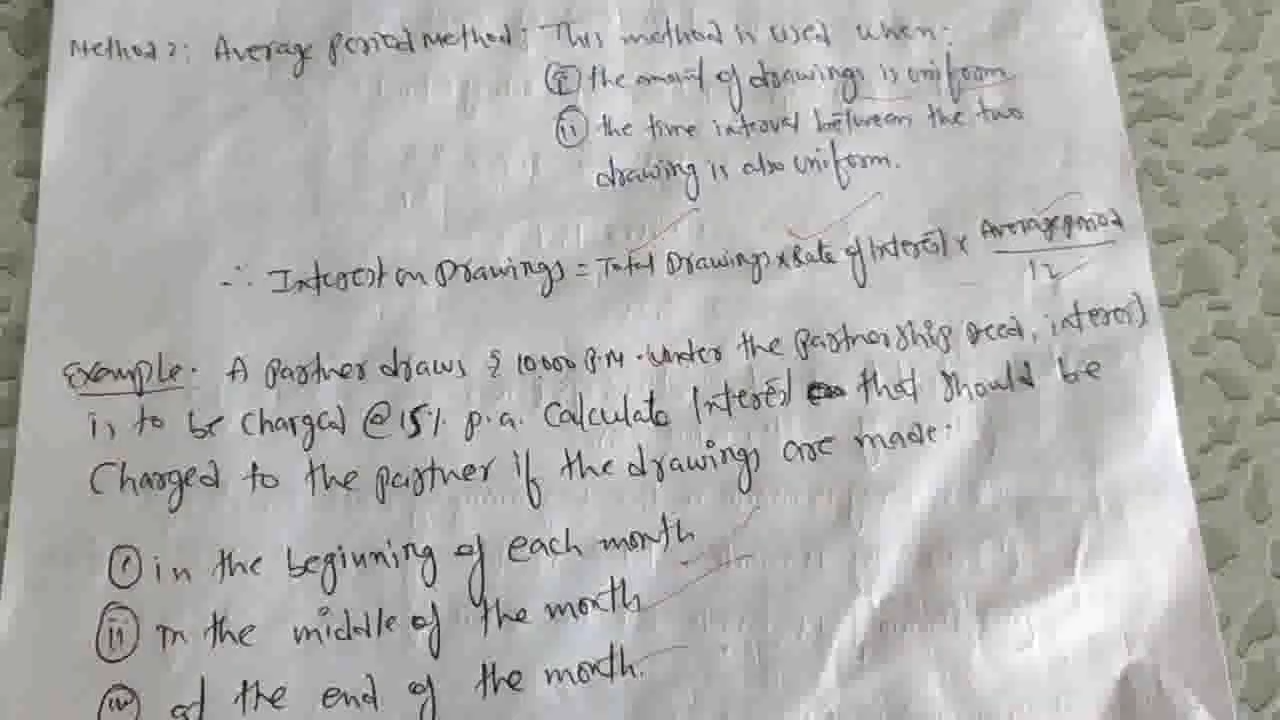 Method 2: Average period method: This method is used when:
(i) the amount of drawings is uniform
(ii) the time interval between the two
drawing is also uniform.
∴ Interest on Drawings = Total Drawings × Rate of Interest × Average period / 12
Example: A partner draws ₹ 10000 P.M. Under the partnership deed, interest
is to be charged @ 15% p.a. Calculate Interest that should be
Charged to the partner if the drawings are made:
(i) in the beginning of each month
(ii) in the middle of the month
(iii) at the end of the month.